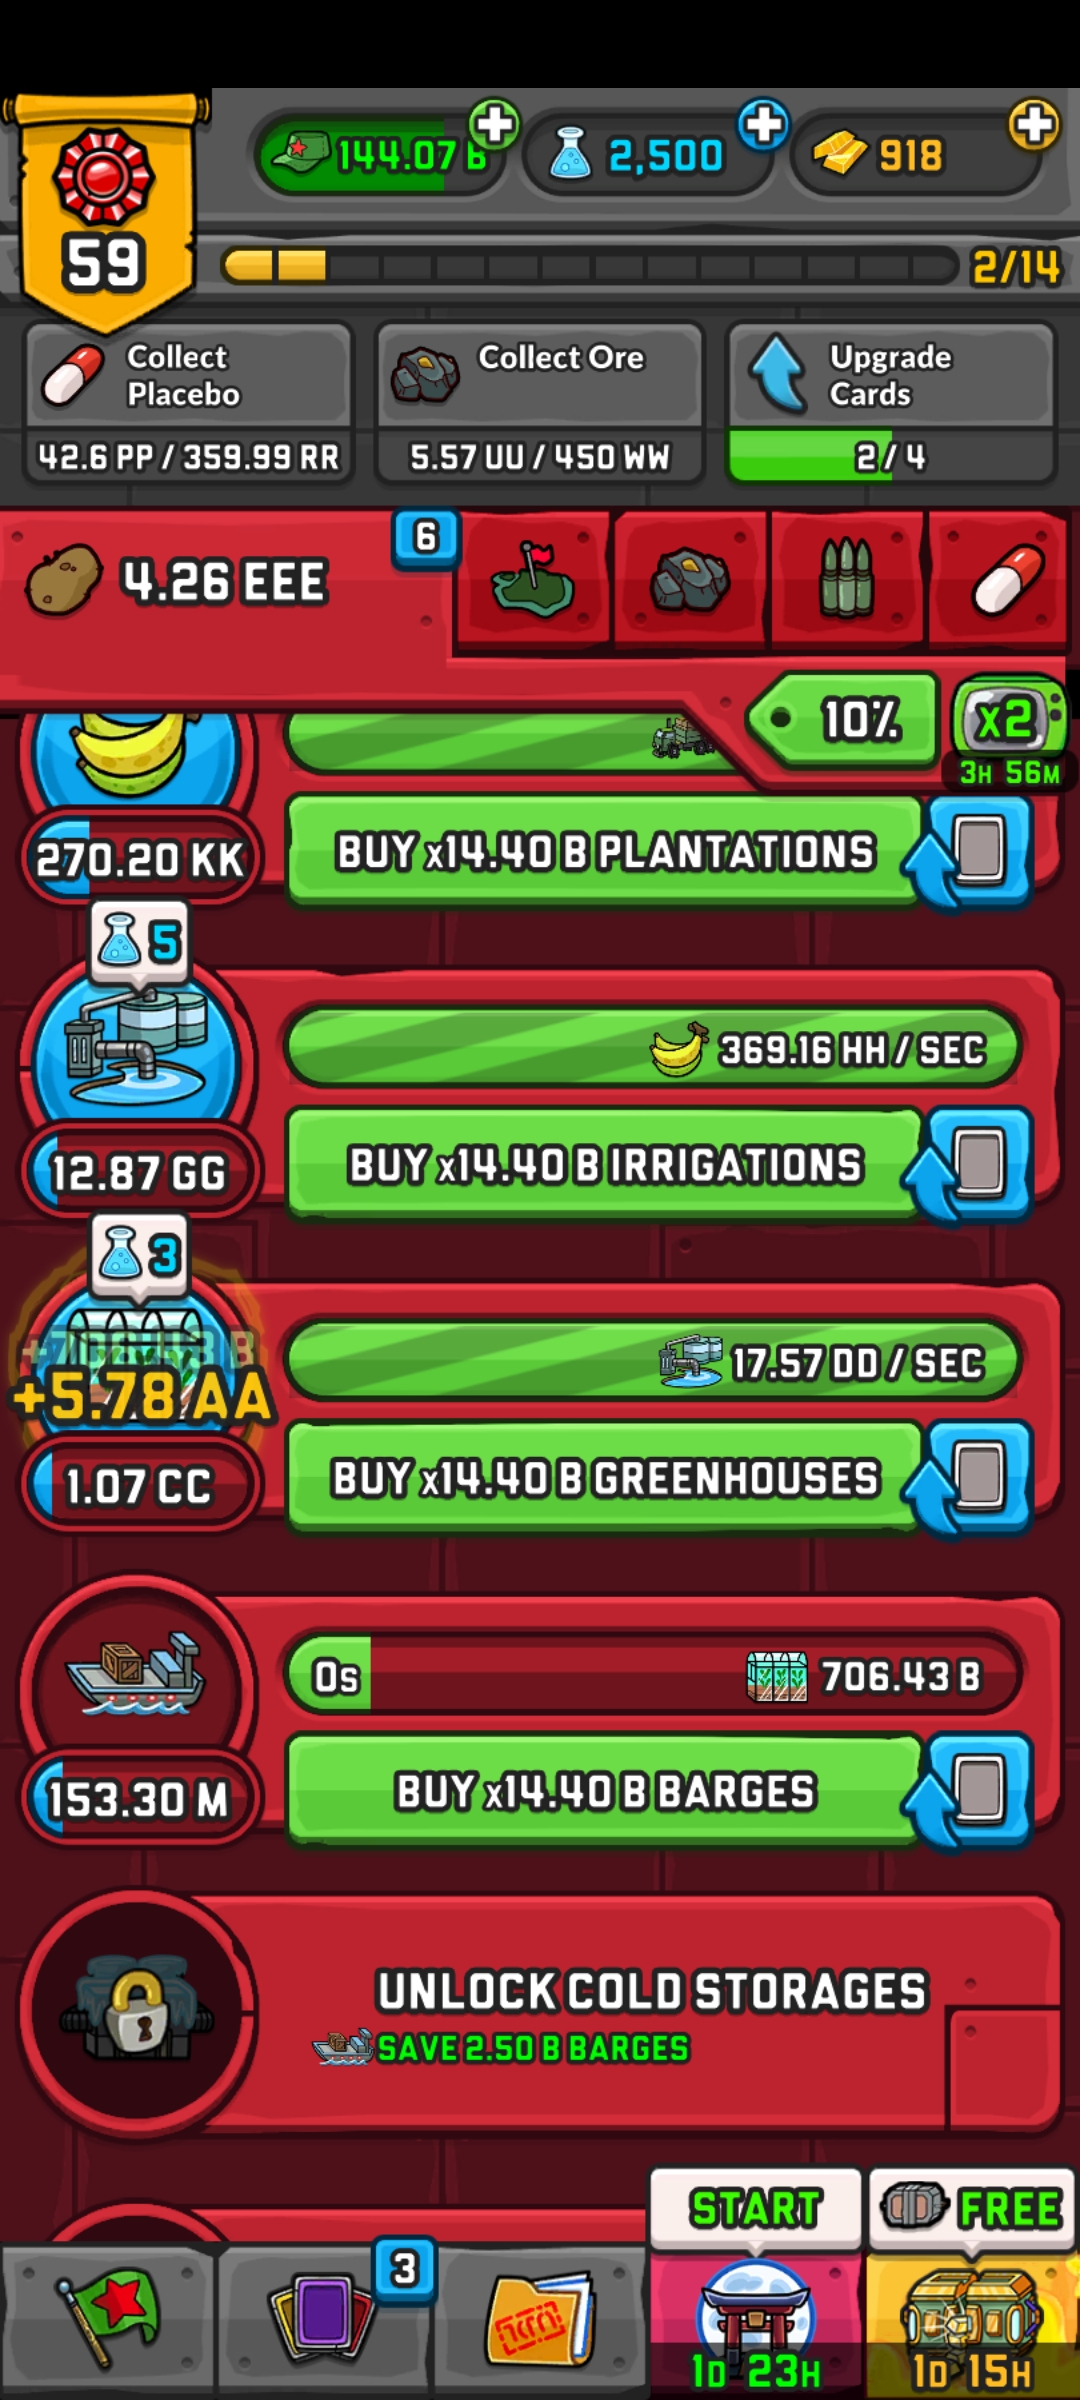 144.07 B
2,500
918
59
2/14
Collect
Placebo
42.6 PP / 359.99 RR
Collect Ore
5.57 UU / 450 WW
Upgrade
Cards
2 / 4
4.26 EEE
6
10%
x2
3H 56M
270.20 KK
BUY x14.40 B PLANTATIONS
5
369.16 HH / SEC
12.87 GG
BUY x14.40 B IRRIGATIONS
3
17.57 DD / SEC
+5.78 AA
1.07 CC
BUY x14.40 B GREENHOUSES
0s
706.43 B
153.30 M
BUY x14.40 B BARGES
UNLOCK COLD STORAGES
SAVE 2.50 B BARGES
START
FREE
3
1D 23H
1D 15H